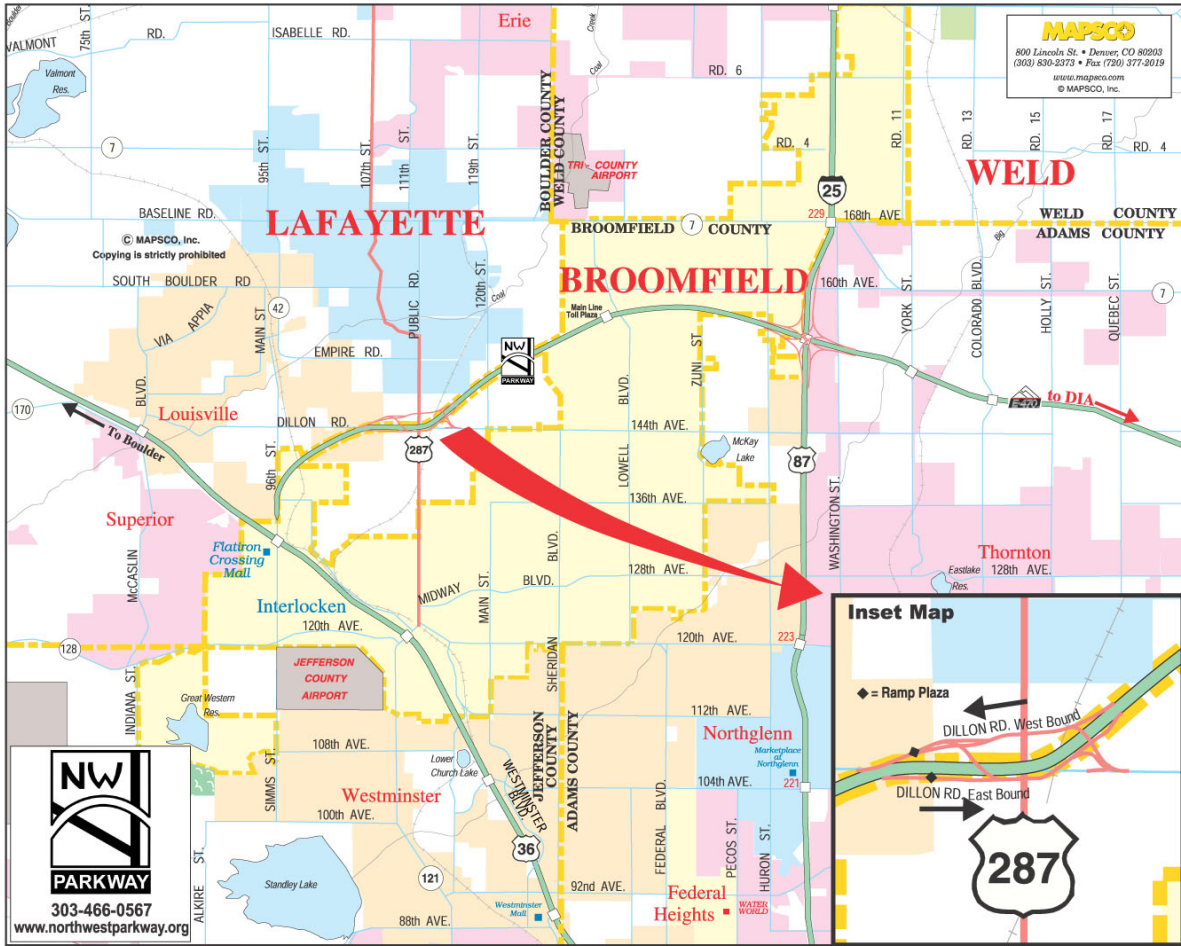 Erie
75th ST.
VALMONT
RD.
ISABELLE RD.
Creek
Coal
RD. 6
MAPSCO
800 Lincoln St. • Denver, CO 80203
(303) 830-2373 • Fax (720) 377-2019
www.mapsco.com
© MAPSCO, Inc.
Valmont
Res.
7
95th ST.
107th ST.
111th ST.
119th ST.
BOULDER COUNTY
WELD COUNTY
TRI - COUNTY
AIRPORT
RD. 4
RD. 11
RD. 13
RD. 15
RD. 17
RD. 4
WELD
25
229
168th AVE
WELD COUNTY
ADAMS COUNTY
BASELINE RD.
LAFAYETTE
BROOMFIELD
7
COUNTY
© MAPSCO, Inc.
Copying is strictly prohibited
BROOMFIELD
Big
SOUTH BOULDER RD
PUBLIC RD.
120th ST.
Coal
160th AVE.
YORK ST.
COLORADO BLVD.
HOLLY ST.
QUEBEC ST.
7
42
VIA APPIA
MAIN ST
Main Line
Toll Plaza
EMPIRE RD.
NW
PARKWAY
ZUNI ST
BLVD.
BLVD.
E-470
to DIA
170
To Boulder
Louisville
DILLON RD.
287
144th AVE.
McKay
Lake
87
LOWELL
96th ST.
136th AVE.
WASHINGTON ST.
Superior
Flatiron
Crossing
Mall
McCASLIN
BLVD.
Thornton
128th AVE.
128th AVE.
Eastlake
Res.
MIDWAY
BLVD.
MAIN ST.
Interlocken
120th AVE.
120th AVE.
223
128
JEFFERSON
COUNTY
AIRPORT
SHERIDAN
INDIANA ST.
Great Western
Res.
112th AVE.
Northglenn
Marketplace
at
Northglenn
108th AVE.
Lower
Church Lake
JEFFERSON
COUNTY
ADAMS COUNTY
WESTMINSTER
BLVD.
104th AVE.
221
SIMMS ST.
Westminster
100th AVE.
FEDERAL BLVD.
PECOS ST.
HURON ST.
36
Standley Lake
121
ALKIRE ST.
92nd AVE.
Federal
Heights
WATER
WORLD
Westminster
Mall
88th AVE.
NW
PARKWAY
303-466-0567
www.northwestparkway.org
Inset Map
◆ = Ramp Plaza
DILLON RD. West Bound
DILLON RD. East Bound
287